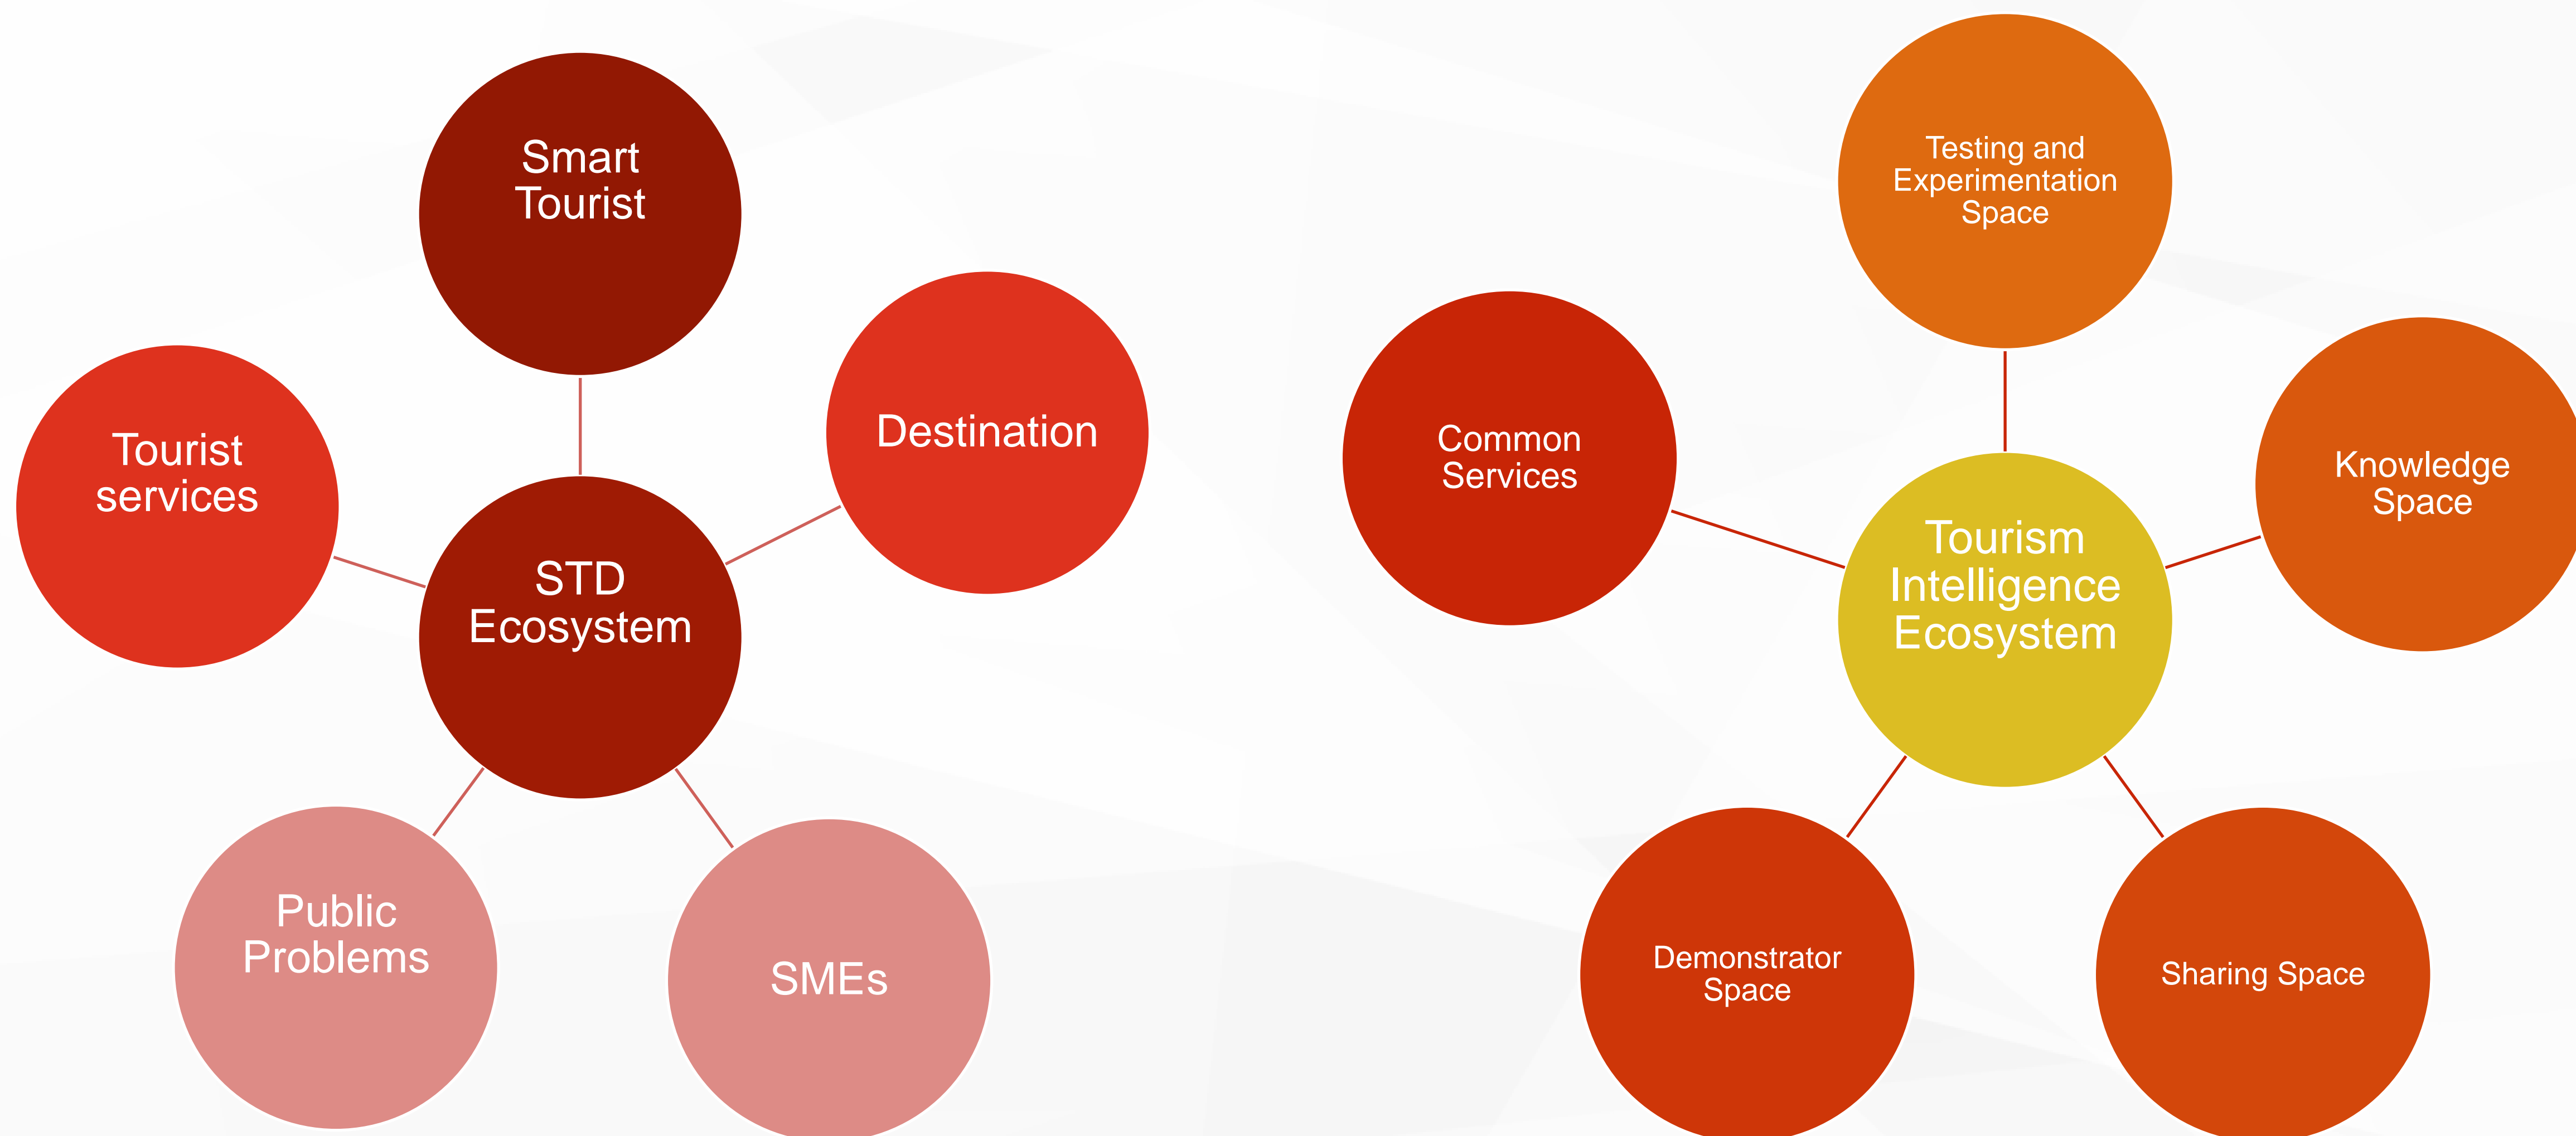 Smart
Tourist
Destination
Tourist
services
STD
Ecosystem
Public
Problems
SMEs
Testing and
Experimentation
Space
Common
Services
Knowledge
Space
Tourism
Intelligence
Ecosystem
Demonstrator
Space
Sharing Space